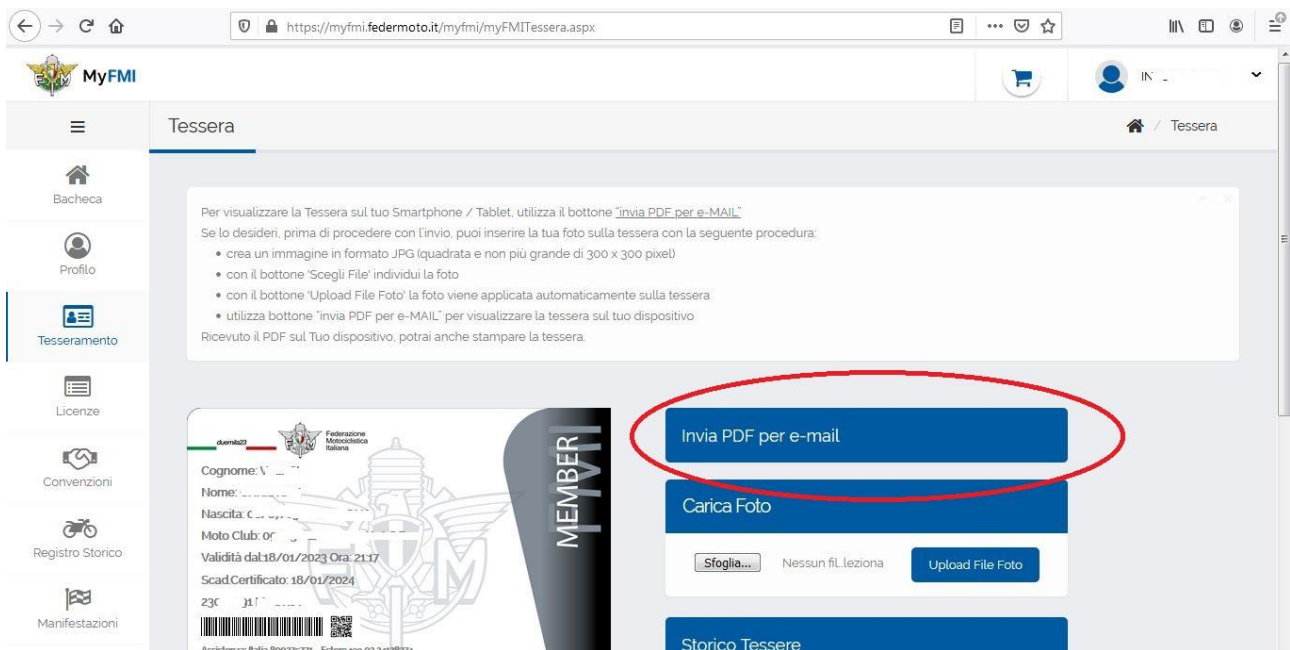 https://myfmi.federmoto.it/myfmi/myFMITessera.aspx
MyFMI
Tessera
Tessera
Bacheca
Profilo
Tesseramento
Licenze
Convenzioni
Registro Storico
Manifestazioni
Per visualizzare la Tessera sul tuo Smartphone / Tablet, utilizza il bottone "invia PDF per e-MAIL"
Se lo desideri, prima di procedere con l'invio, puoi inserire la tua foto sulla tessera con la seguente procedura:
crea un immagine in formato JPG (quadrata e non più grande di 300 x 300 pixel)
con il bottone 'Scegli File' individui la foto
con il bottone 'Upload File Foto' la foto viene applicata automaticamente sulla tessera
utilizza bottone "invia PDF per e-MAIL" per visualizzare la tessera sul tuo dispositivo
Ricevuto il PDF sul Tuo dispositivo, potrai anche stampare la tessera.
duemila23
Federazione
Motociclistica
Italiana
Cognome:
Nome:
Nascita:
Moto Club:
Validità dal:18/01/2023 Ora: 21:17
Scad.Certificato: 18/01/2024
MEMBER
FMI
Invia PDF per e-mail
Carica Foto
Sfoglia...
Nessun fil...leziona
Upload File Foto
Storico Tessere